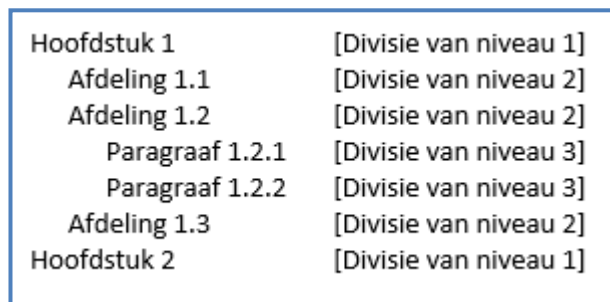 Hoofdstuk 1 [Divisie van niveau 1]
Afdeling 1.1 [Divisie van niveau 2]
Afdeling 1.2 [Divisie van niveau 2]
Paragraaf 1.2.1 [Divisie van niveau 3]
Paragraaf 1.2.2 [Divisie van niveau 3]
Afdeling 1.3 [Divisie van niveau 2]
Hoofdstuk 2 [Divisie van niveau 1]